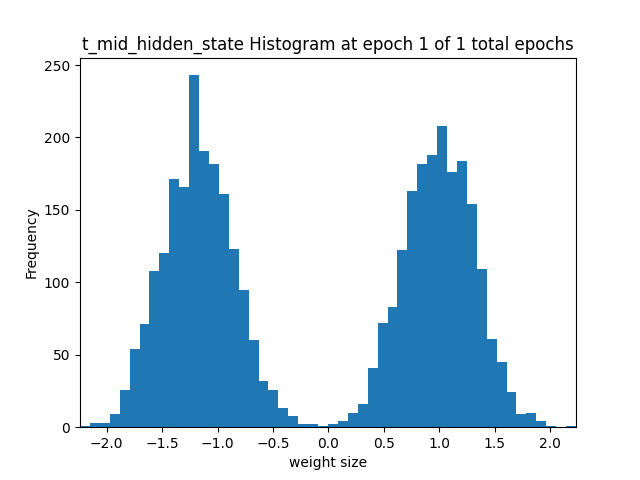 t_mid_hidden_state Histogram at epoch 1 of 1 total epochs
250
200
150
100
50
0
Frequency
−2.0 −1.5 −1.0 −0.5 0.0 0.5 1.0 1.5 2.0
weight size